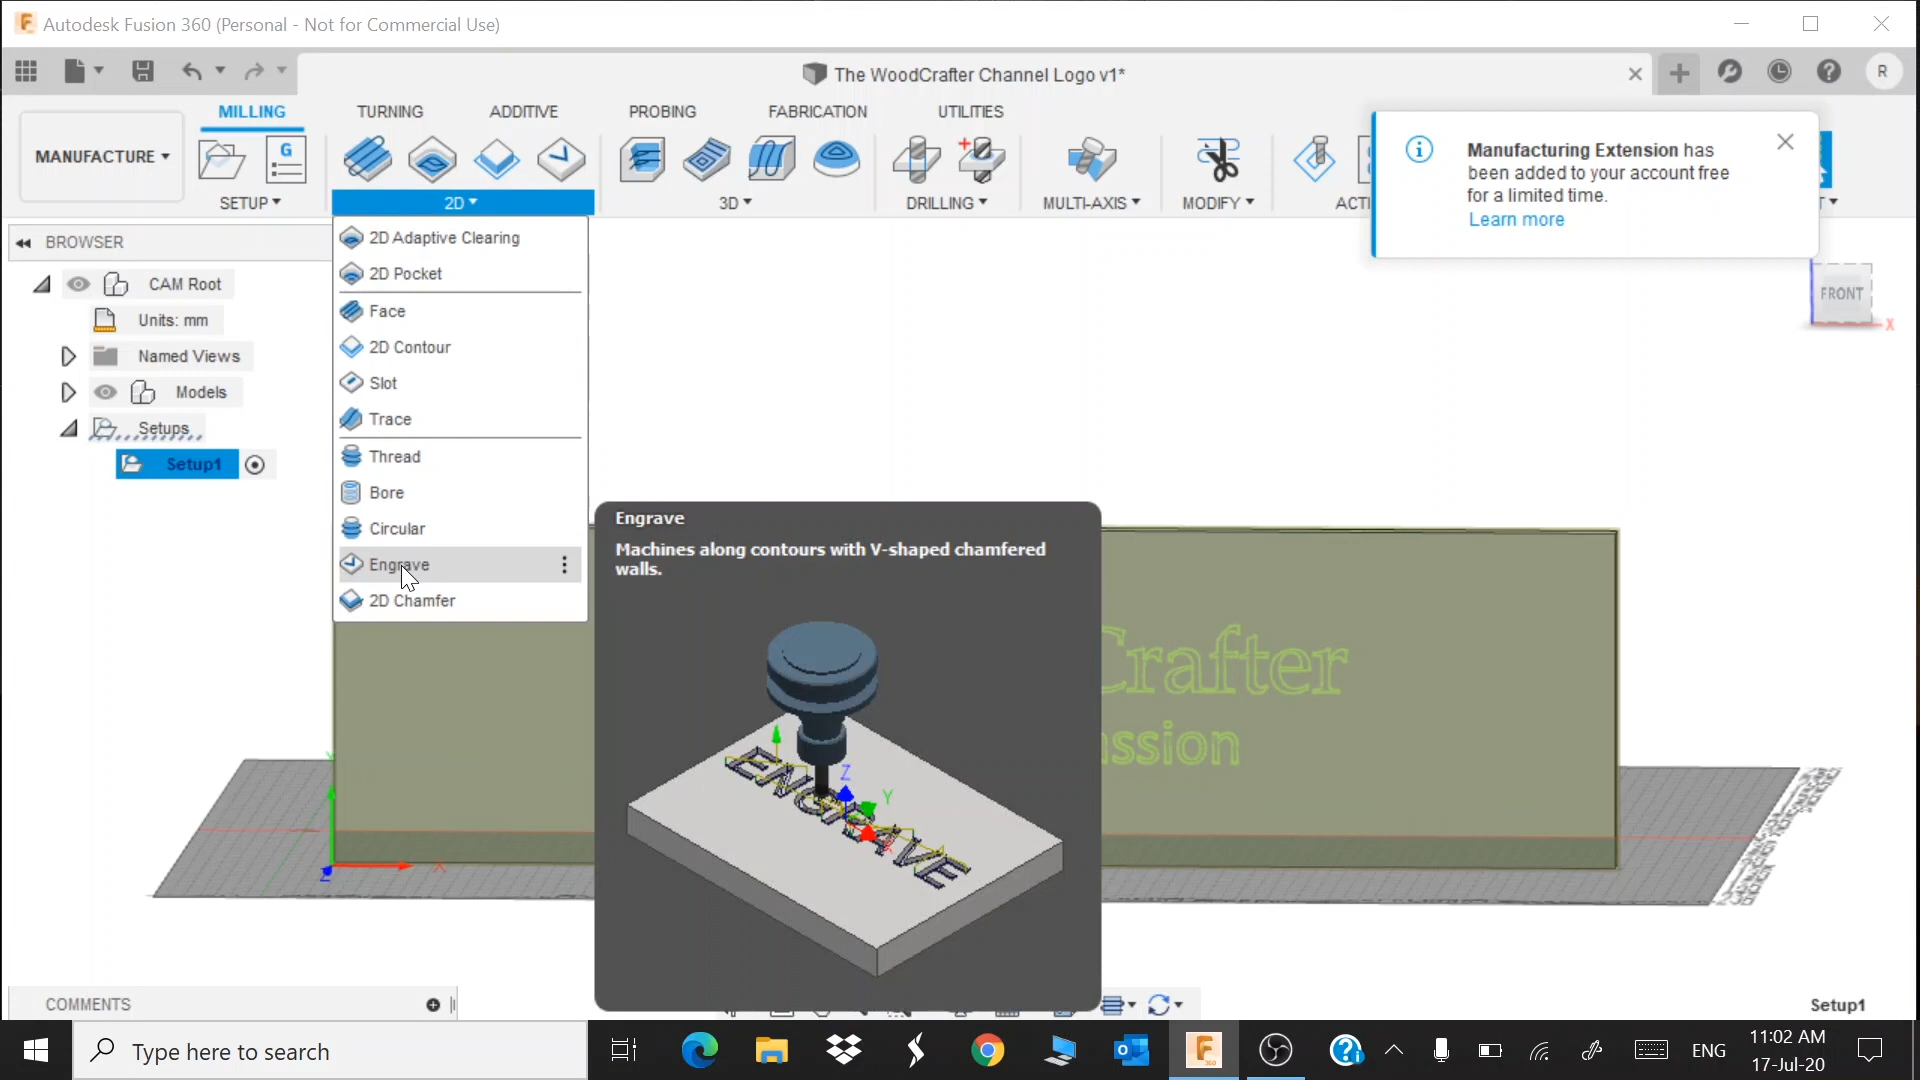 Autodesk Fusion 360 (Personal - Not for Commercial Use)
The WoodCrafter Channel Logo v1*
R
MILLING
TURNING
ADDITIVE
PROBING
FABRICATION
UTILITIES
MANUFACTURE
G
SETUP
2D
3D
DRILLING
MULTI-AXIS
MODIFY
ACTI
T
Manufacturing Extension has
been added to your account free
for a limited time.
Learn more
BROWSER
CAM Root
Units: mm
Named Views
Models
Setups
Setup1
2D Adaptive Clearing
2D Pocket
Face
2D Contour
Slot
Trace
Thread
Bore
Circular
Engrave
2D Chamfer
Engrave
Machines along contours with V-shaped chamfered
walls.
ENGRAVE
Z
Y
X
FRONT
X
Crafter
assion
Y
X
Z
COMMENTS
Setup1
Type here to search
ENG
11:02 AM
17-Jul-20